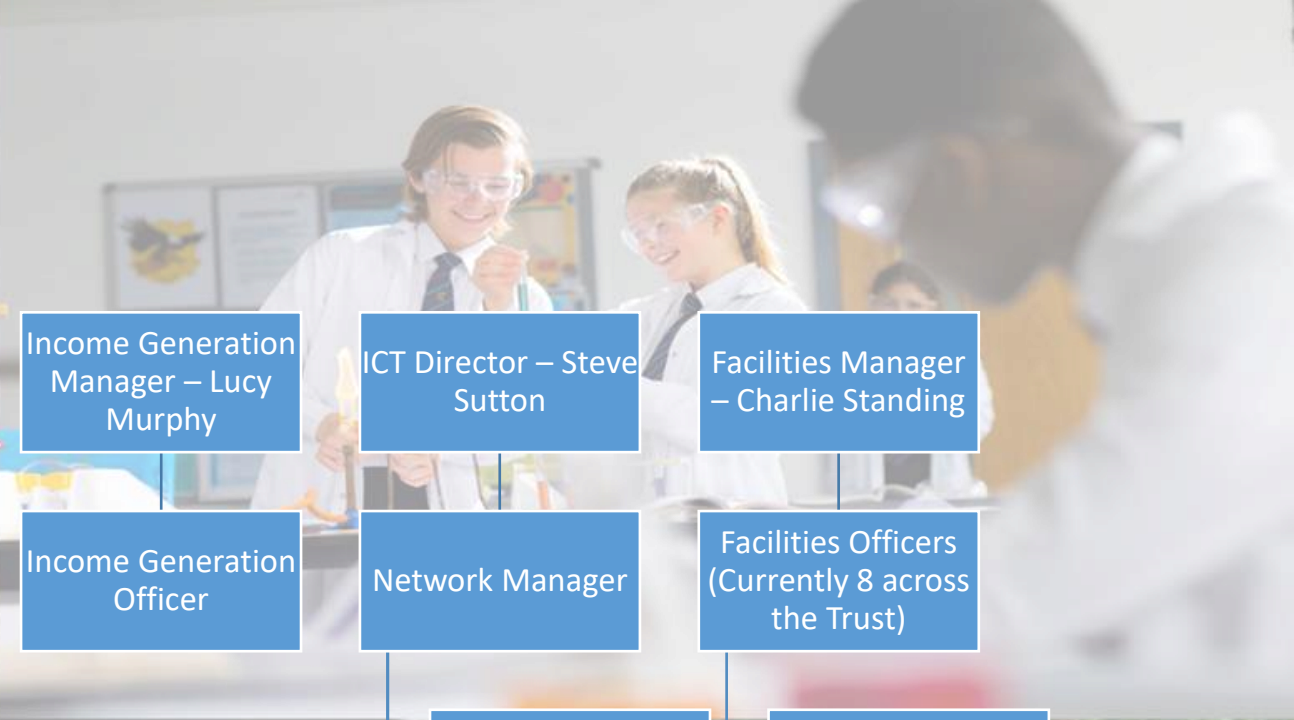 Income Generation
Manager – Lucy
Murphy
ICT Director – Steve
Sutton
Facilities Manager
– Charlie Standing
Income Generation
Officer
Network Manager
Facilities Officers
(Currently 8 across
the Trust)